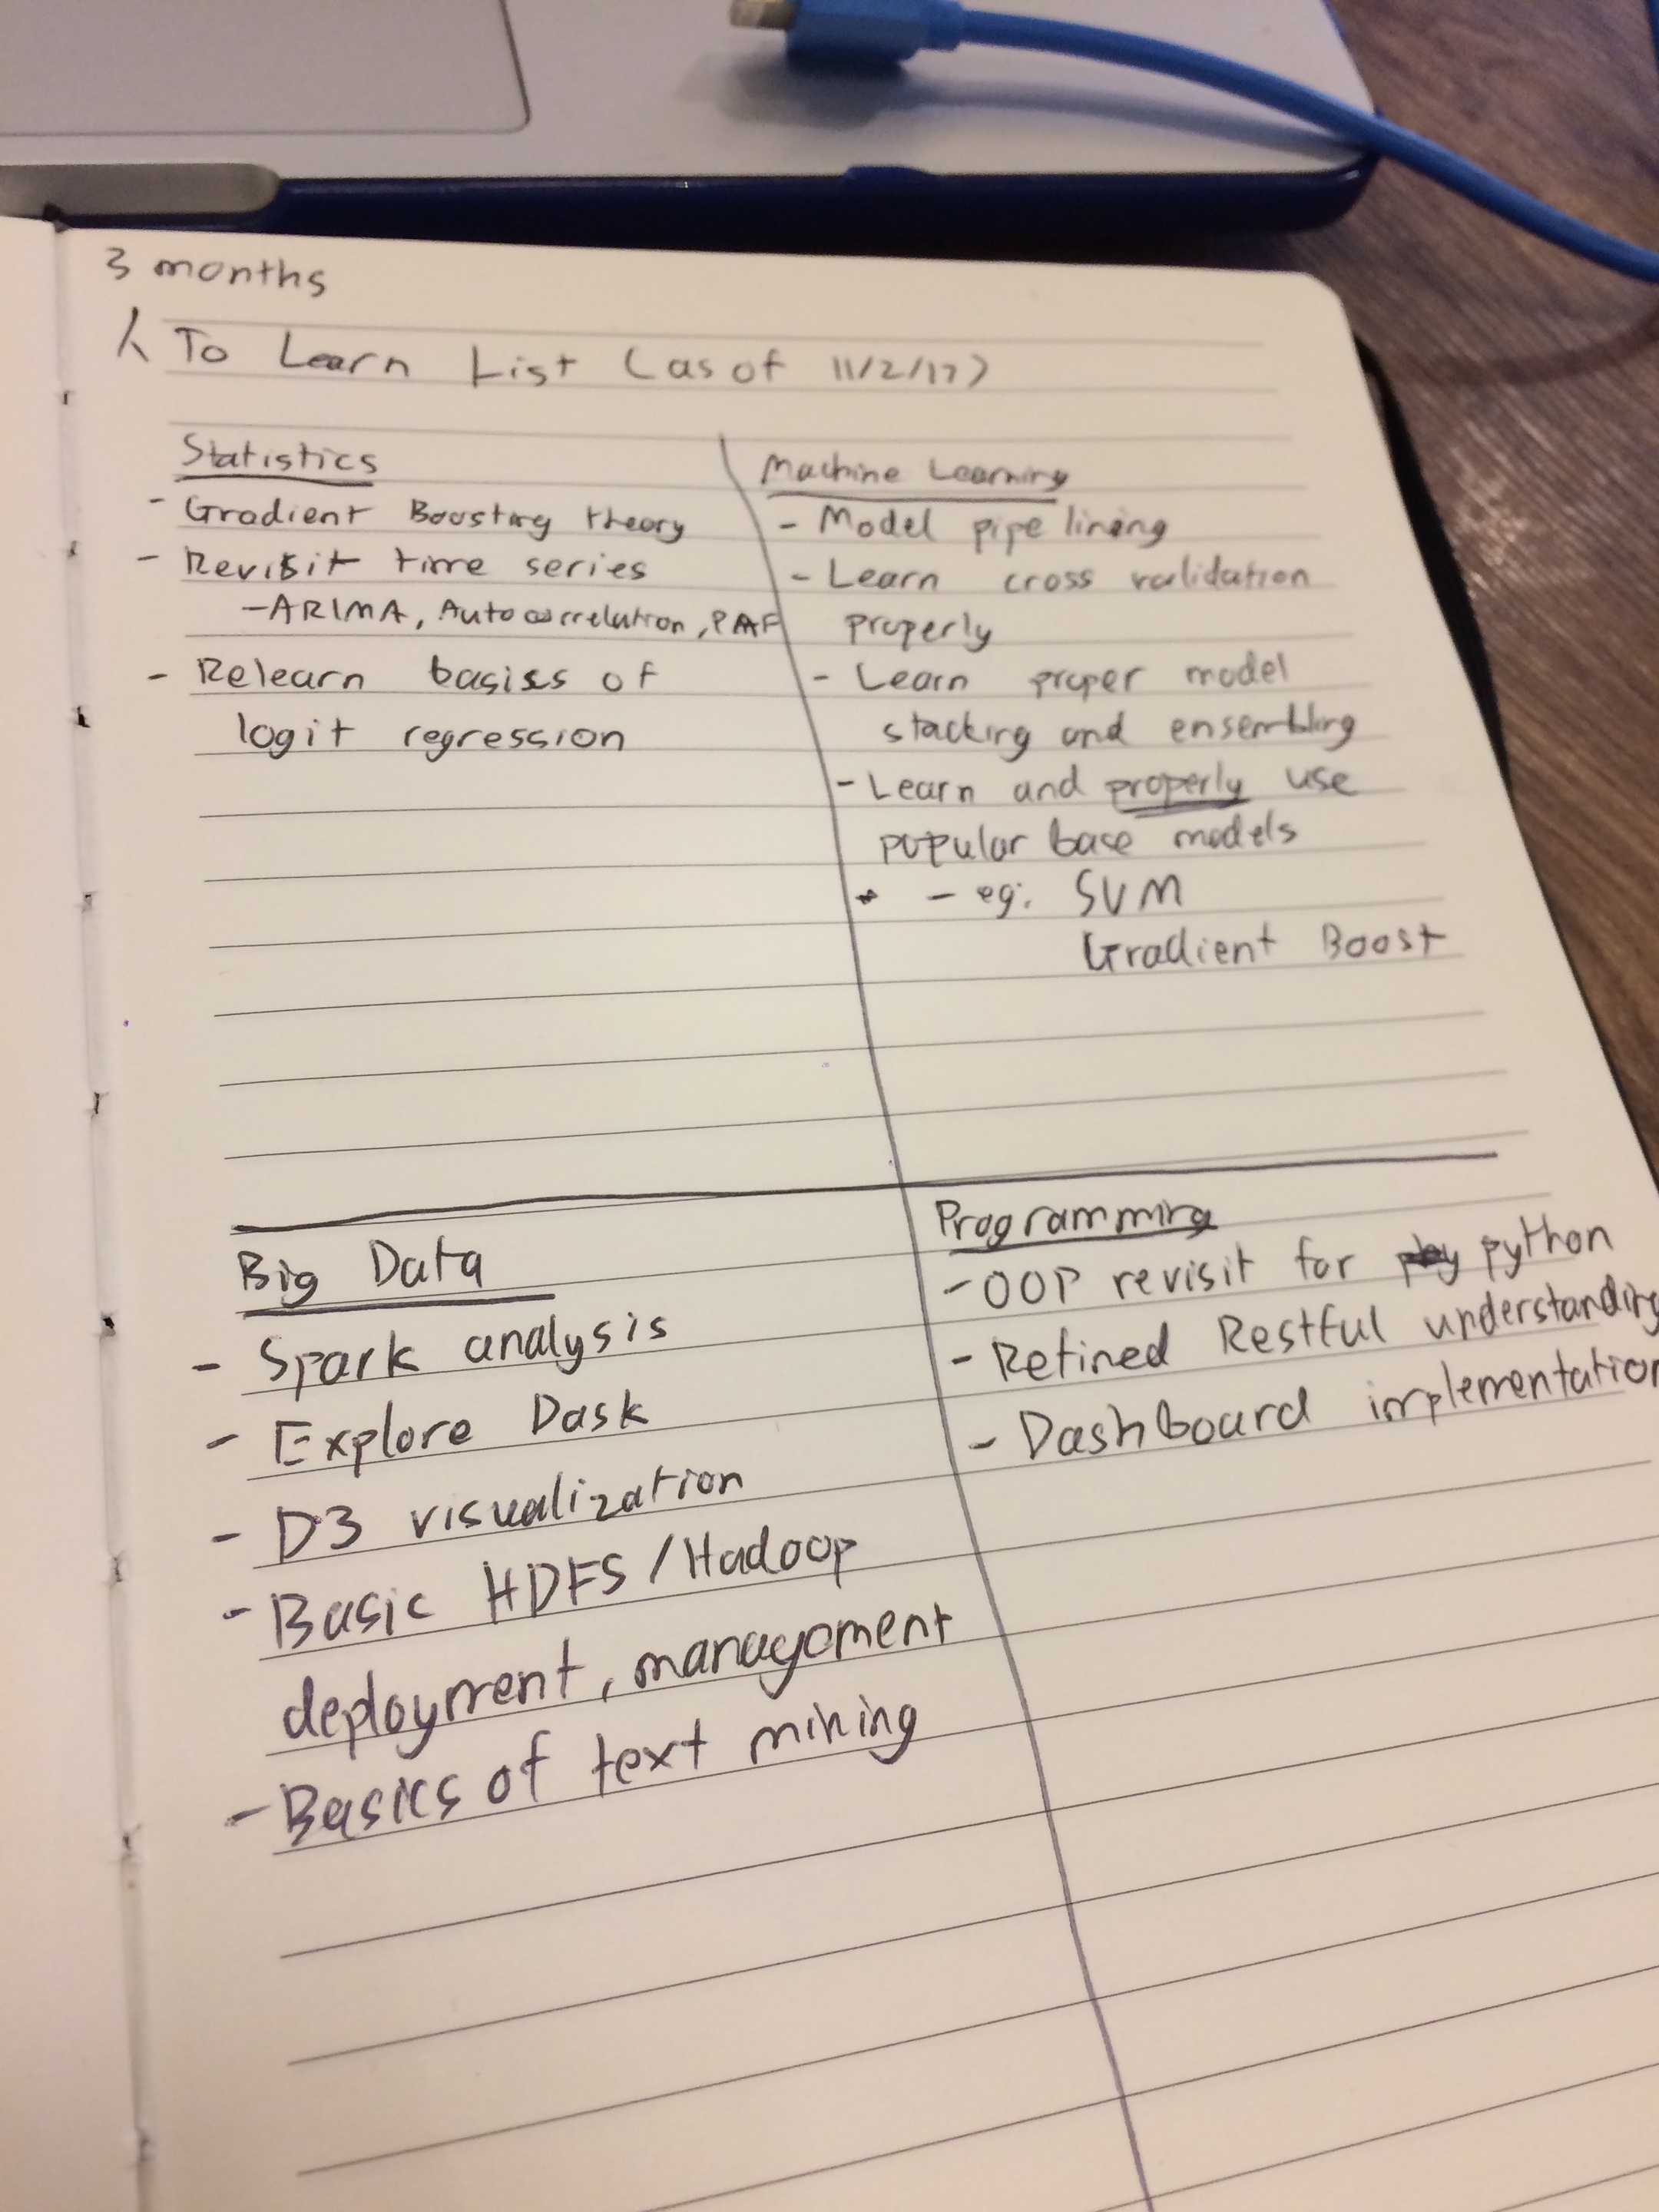 3 months
To Learn List (as of 11/2/17)
Statistics
- Gradient Boosting theory
- Revisit time series
- ARIMA, Autocorrelation, PAF
- Relearn basiss of
logit regression
Machine Learning
- Model pipe lining
- Learn cross validation
properly
- Learn proper model
stacking and ensembling
- Learn and properly use
popular base models
- eg: SVM
Gradient Boost
Big Data
- Spark analysis
- Explore Dask
- D3 visualization
- Basic HDFS / Hadoop
deployment, management
- Basics of text mining
Programming
- OOP revisit for python
- Refined Restful understanding
- Dashboard implementation